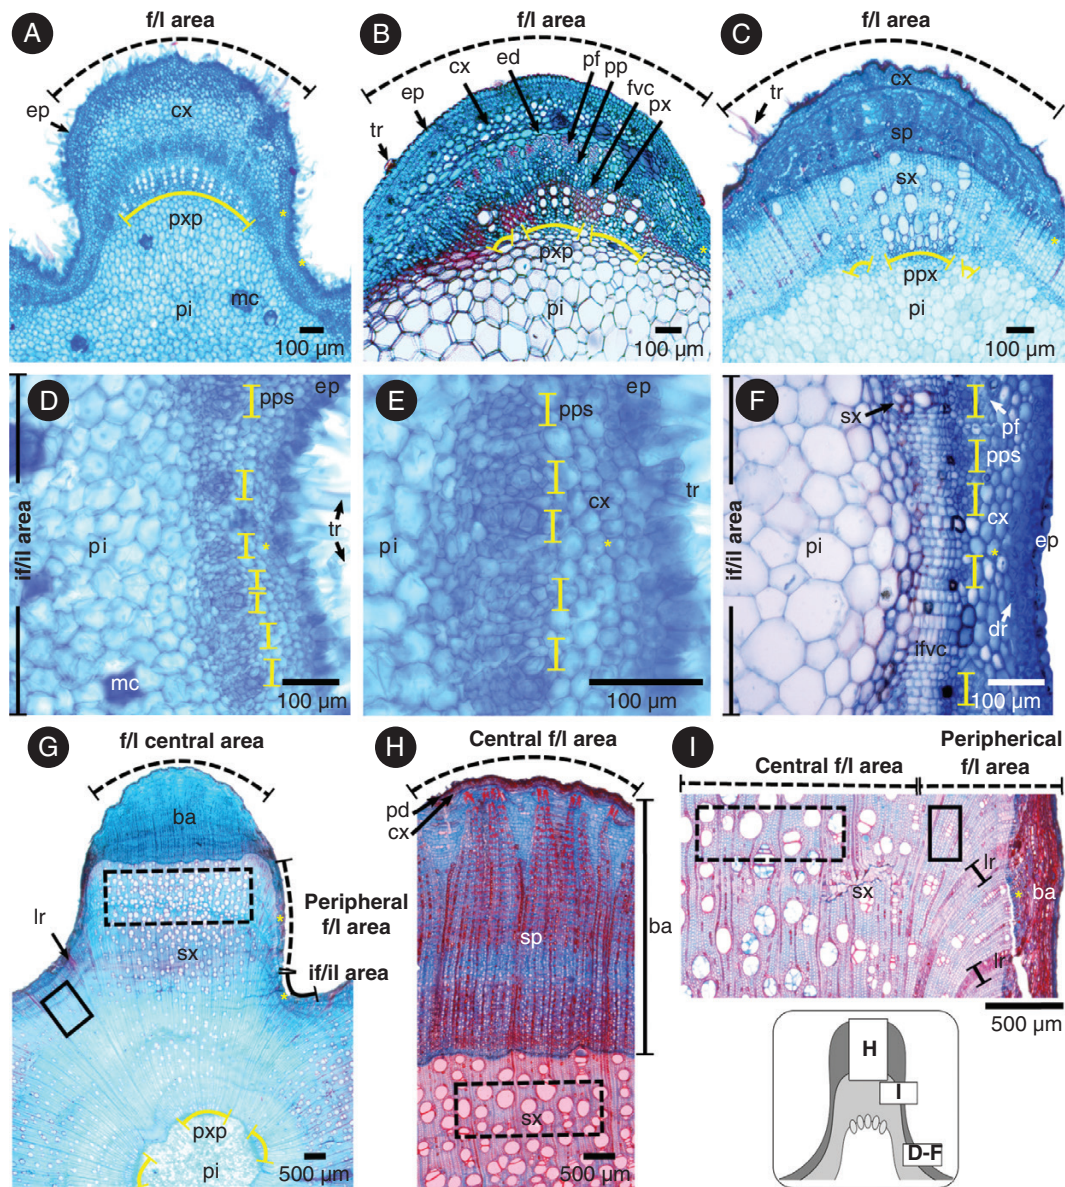 A
f/l area
ep
cx
pxp
mc
pi
100 µm
*
*
B
f/l area
cx
ed
pf
pp
fvc
px
ep
tr
pxp
pi
100 µm
*
C
f/l area
cx
tr
sp
sx
ppx
pi
100 µm
*
D
if/il area
ep
pps
tr
pi
mc
100 µm
*
E
ep
pps
cx
tr
pi
100 µm
*
F
if/il area
sx
pf
pps
cx
pi
ep
dr
ifvc
100 µm
*
G
f/l central area
ba
Peripheral
f/l area
lr
sx
if/il area
pxp
pi
500 µm
*
*
H
Central f/l area
pd
cx
sp
ba
sx
500 µm
I
Central f/l area
Peripherical
f/l area
lr
sx
ba
lr
500 µm
*
H
I
D-F